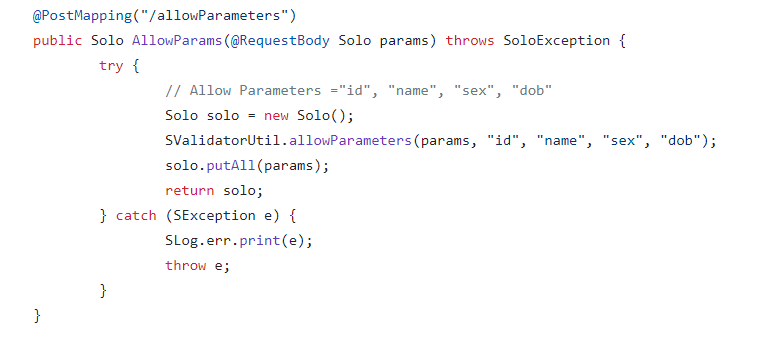 @PostMapping("/allowParameters")
public Solo AllowParams(@RequestBody Solo params) throws SoloException {
try {
// Allow Parameters ="id", "name", "sex", "dob"
Solo solo = new Solo();
SValidatorUtil.allowParameters(params, "id", "name", "sex", "dob");
solo.putAll(params);
return solo;
} catch (SException e) {
SLog.err.print(e);
throw e;
}
}